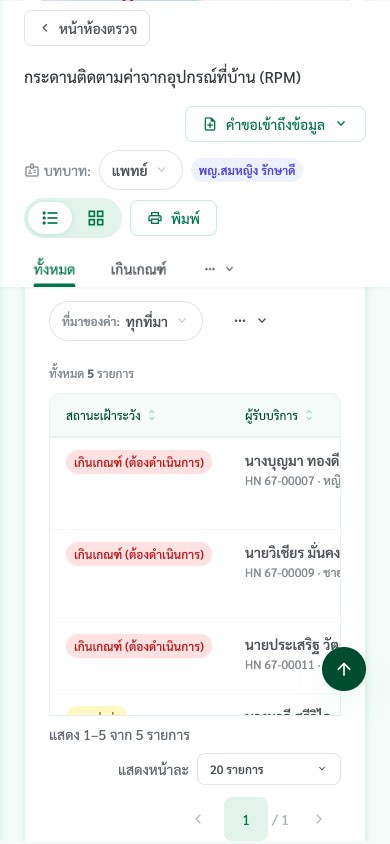 หน้าห้องตรวจ
กระดานติดตามค่าจากอุปกรณ์ที่บ้าน (RPM)
คำขอเข้าถึงข้อมูล
บทบาท: แพทย์ พญ.สมหญิง รักษาดี
พิมพ์
ทั้งหมด เกินเกณฑ์ ···
ที่มาของค่า: ทุกที่มา ···
ทั้งหมด 5 รายการ
สถานะเฝ้าระวัง ผู้รับบริการ
เกินเกณฑ์ (ต้องดำเนินการ) นางบุญมา ทองดี
HN 67-00007 · หญิ
เกินเกณฑ์ (ต้องดำเนินการ) นายวิเชียร มั่นคง
HN 67-00009 · ชาย
เกินเกณฑ์ (ต้องดำเนินการ) นายประเสริฐ วัต
HN 67-00011 ·
แสดง 1–5 จาก 5 รายการ
แสดงหน้าละ 20 รายการ
1 / 1